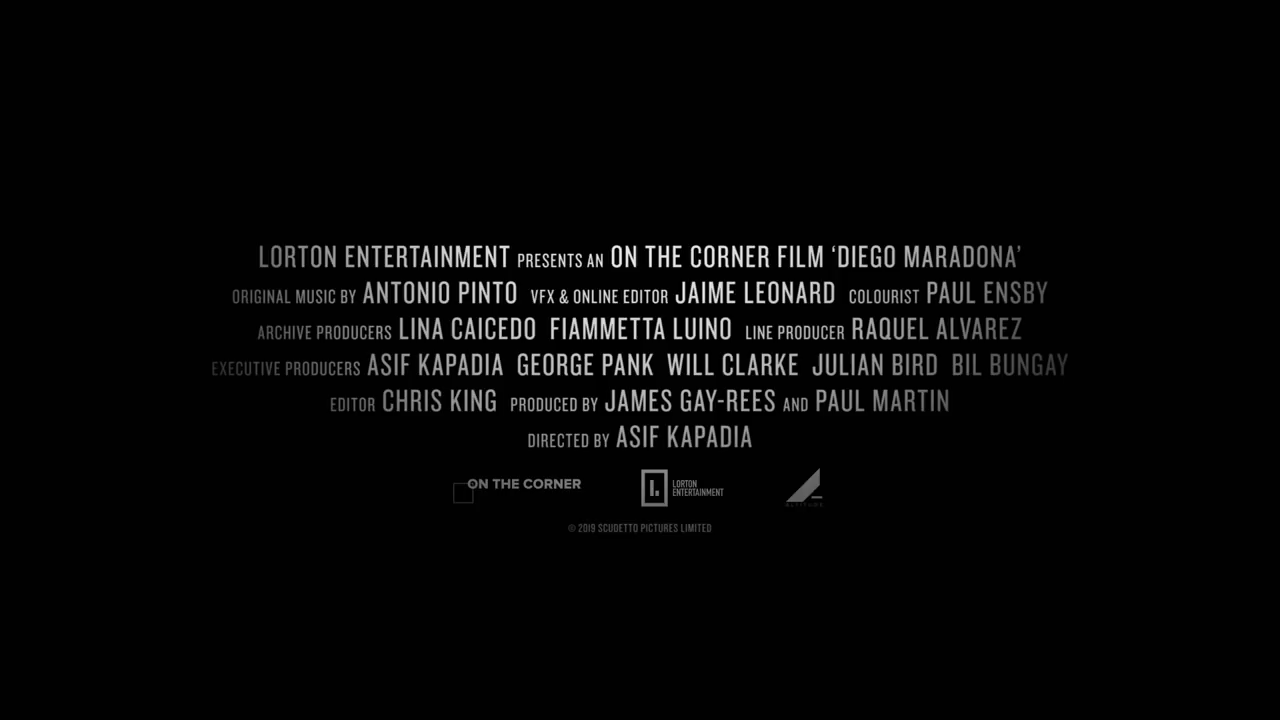 LORTON ENTERTAINMENT PRESENTS AN ON THE CORNER FILM ‘DIEGO MARADONA’
ORIGINAL MUSIC BY ANTONIO PINTO VFX & ONLINE EDITOR JAIME LEONARD COLOURIST PAUL ENSBY
ARCHIVE PRODUCERS LINA CAICEDO FIAMMETTA LUINO LINE PRODUCER RAQUEL ALVAREZ
EXECUTIVE PRODUCERS ASIF KAPADIA GEORGE PANK WILL CLARKE JULIAN BIRD BIL BUNGAY
EDITOR CHRIS KING PRODUCED BY JAMES GAY-REES AND PAUL MARTIN
DIRECTED BY ASIF KAPADIA
ON THE CORNER
L.
LORTON
ENTERTAINMENT
ALTITUDE
© 2019 SCUDETTO PICTURES LIMITED